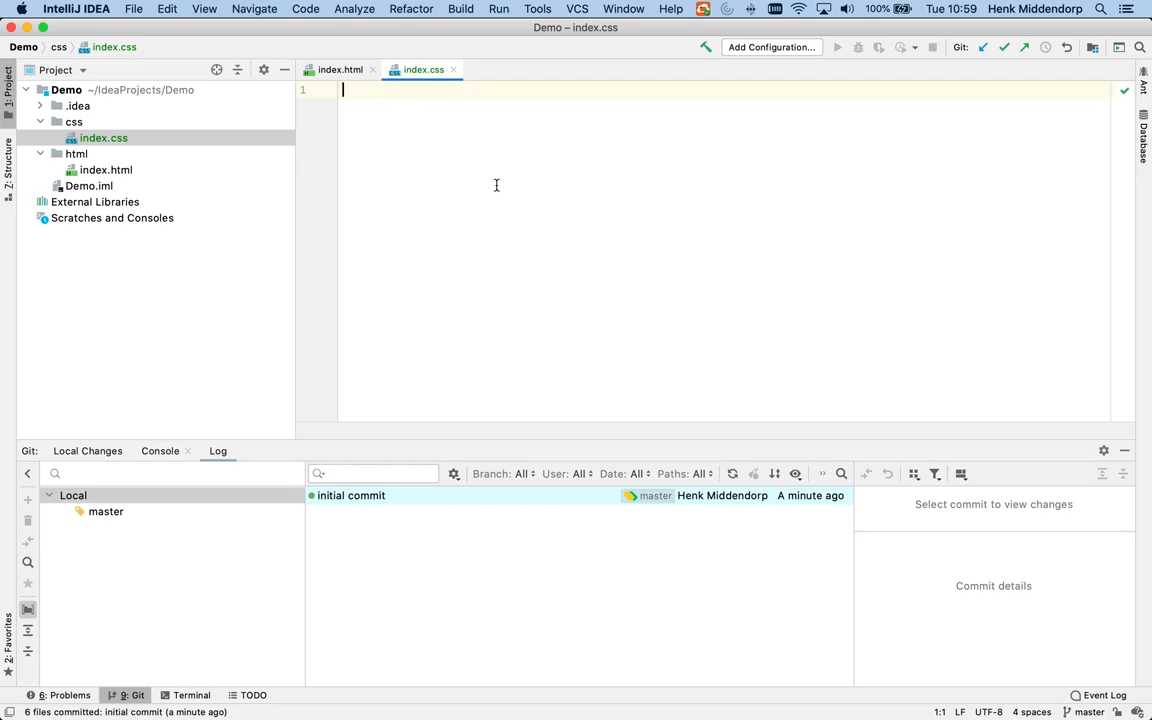 IntelliJ IDEA File Edit View Navigate Code Analyze Refactor Build Run Tools VCS Window Help 100% Tue 10:59 Henk Middendorp
Demo – index.css
Demo css index.css Add Configuration... Git:
1: Project
Z: Structure
2: Favorites
Project
Demo ~/IdeaProjects/Demo
.idea
css
index.css
html
index.html
Demo.iml
External Libraries
Scratches and Consoles
index.html index.css
1
Ant
Database
Git: Local Changes Console Log
Branch: All User: All Date: All Paths: All
Local
master
initial commit master Henk Middendorp A minute ago
Select commit to view changes
Commit details
6: Problems 9: Git Terminal TODO Event Log
6 files committed: initial commit (a minute ago) 1:1 LF UTF-8 4 spaces master